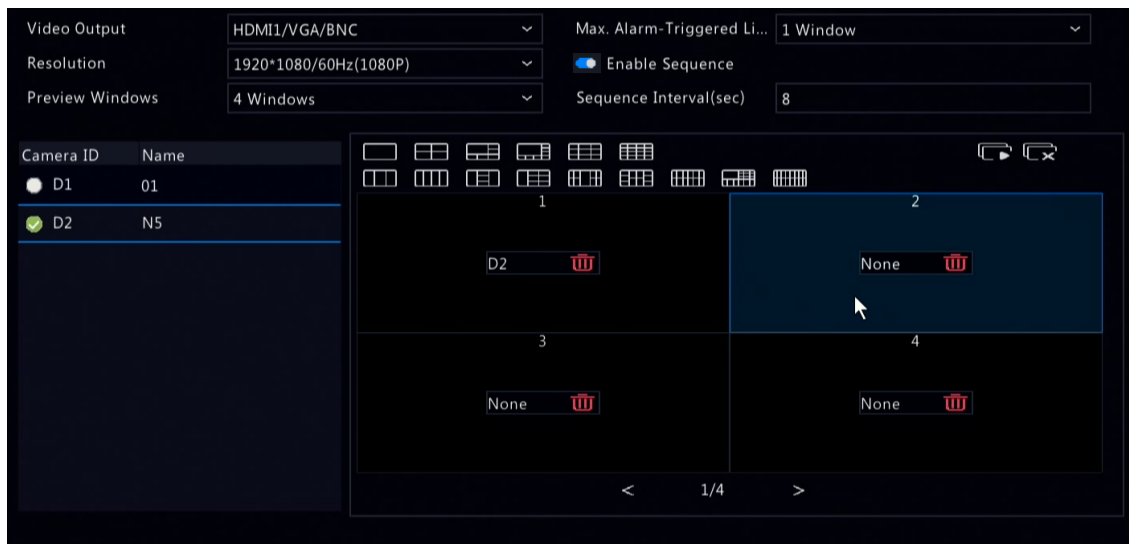 Video Output HDMI1/VGA/BNC Max. Alarm-Triggered Li... 1 Window
Resolution 1920*1080/60Hz(1080P) Enable Sequence
Preview Windows 4 Windows Sequence Interval(sec) 8
Camera ID Name
D1 01
D2 N5
1 2
D2 None
3 4
None None
< 1/4 >